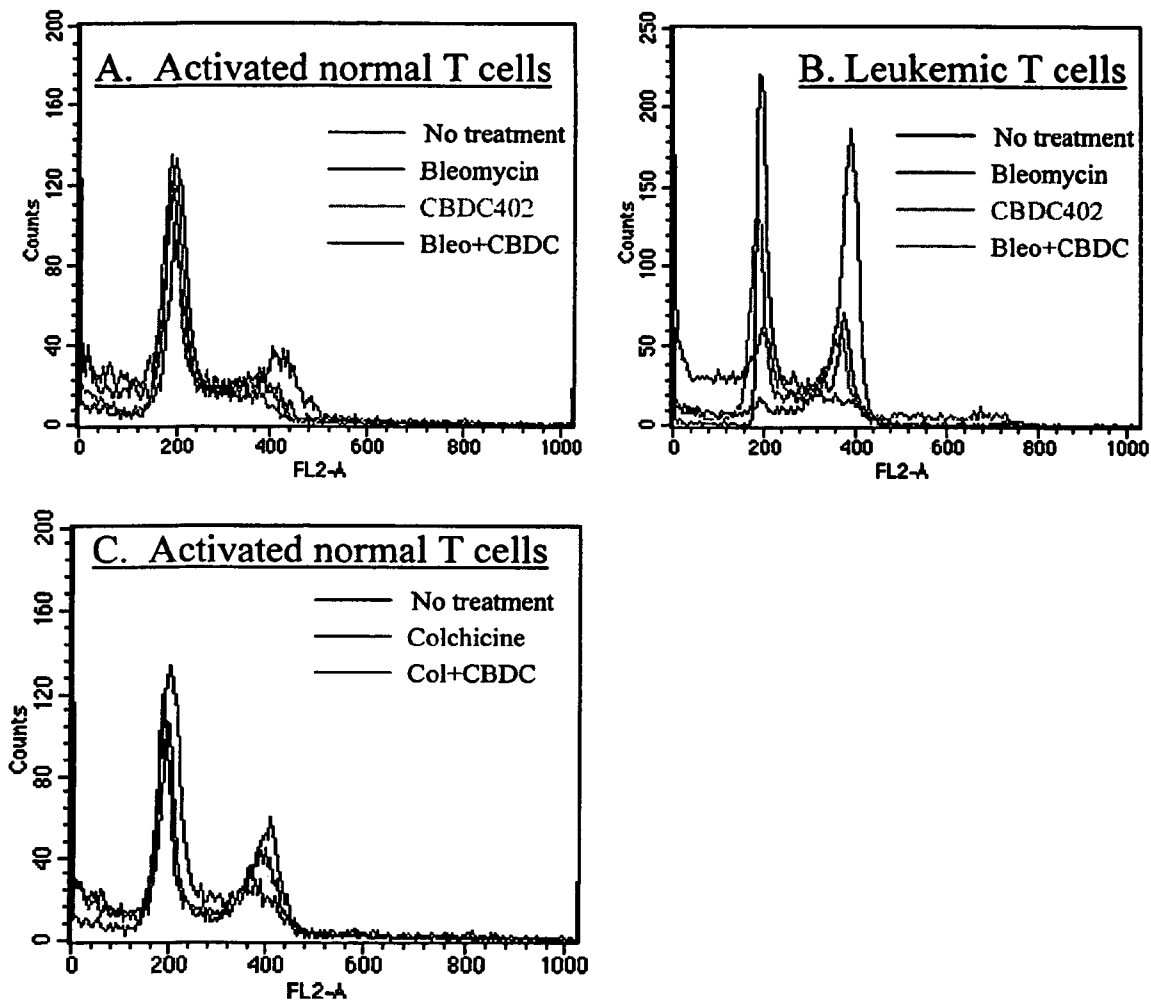 A. Activated normal T cells
No treatment
Bleomycin
CBDC402
Bleo+CBDC
Counts
200
160
120
80
40
0
0
200
400
600
800
1000
FL2-A
B. Leukemic T cells
No treatment
Bleomycin
CBDC402
Bleo+CBDC
Counts
250
200
150
100
50
0
0
200
400
600
800
1000
FL2-A
C. Activated normal T cells
No treatment
Colchicine
Col+CBDC
Counts
200
160
120
80
40
0
0
200
400
600
800
1000
FL2-A